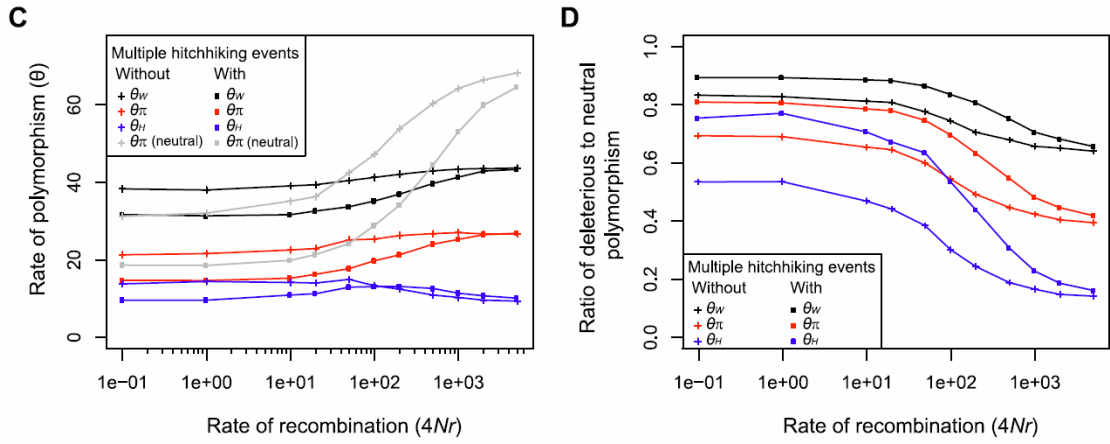 C
Multiple hitchhiking events
Without With
θW θW
θπ θπ
θH θH
θπ (neutral) θπ (neutral)
Rate of polymorphism (θ)
0
20
40
60
1e−01 1e+00 1e+01 1e+02 1e+03
Rate of recombination (4Nr)
D
Ratio of deleterious to neutral
polymorphism
1.0
0.8
0.6
0.4
0.2
0.0
Multiple hitchhiking events
Without With
θW θW
θπ θπ
θH θH
1e−01 1e+00 1e+01 1e+02 1e+03
Rate of recombination (4Nr)